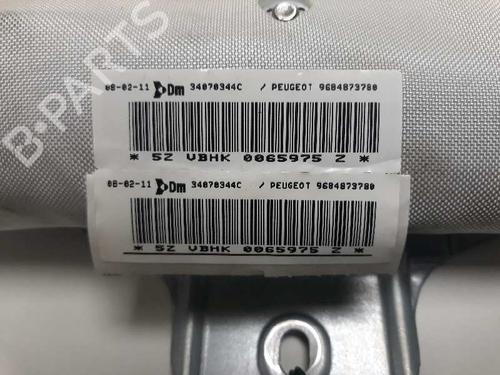 B-PARTS
08-02-11 Dm 34070344C / PEUGEOT 9684873780
* 5Z VBHK 0065975 Z *
08-02-11 Dm 34070344C / PEUGEOT 9684873780
* 5Z VBHK 0065975 Z *